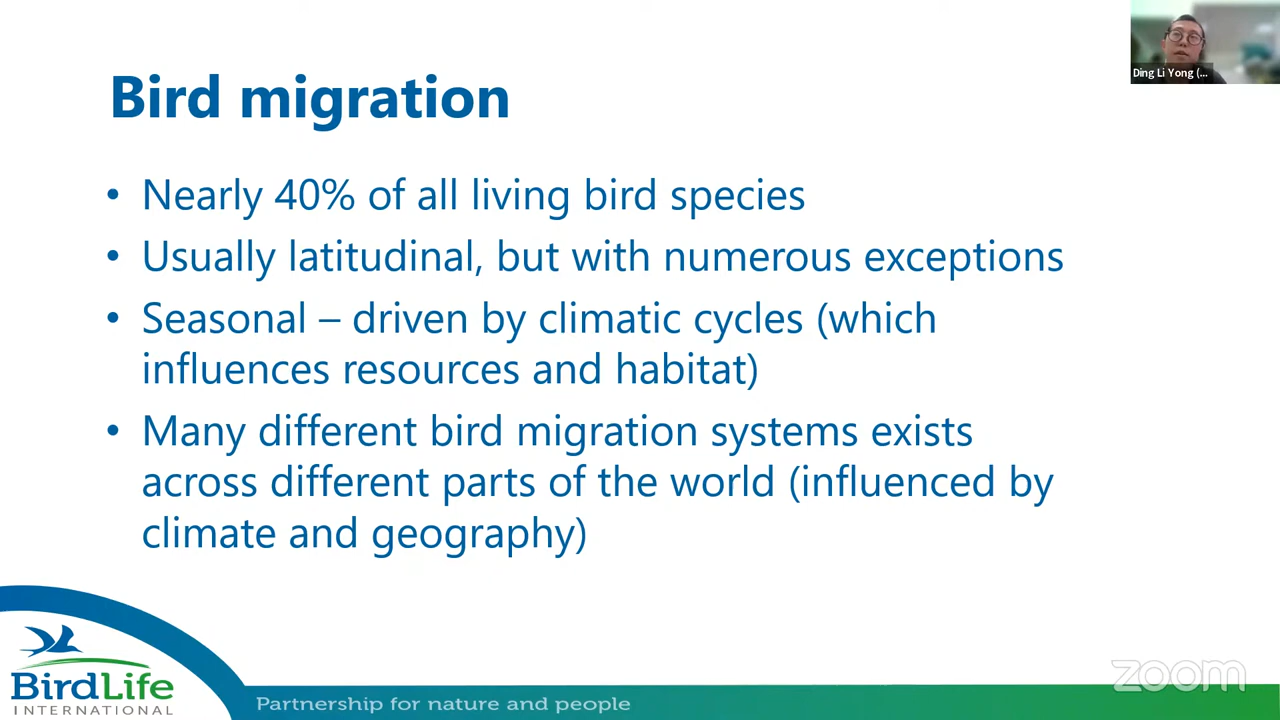 Ding Li Yong (...
Bird migration
• Nearly 40% of all living bird species
• Usually latitudinal, but with numerous exceptions
• Seasonal – driven by climatic cycles (which
influences resources and habitat)
• Many different bird migration systems exists
across different parts of the world (influenced by
climate and geography)
BirdLife
INTERNATIONAL
Partnership for nature and people
zoom